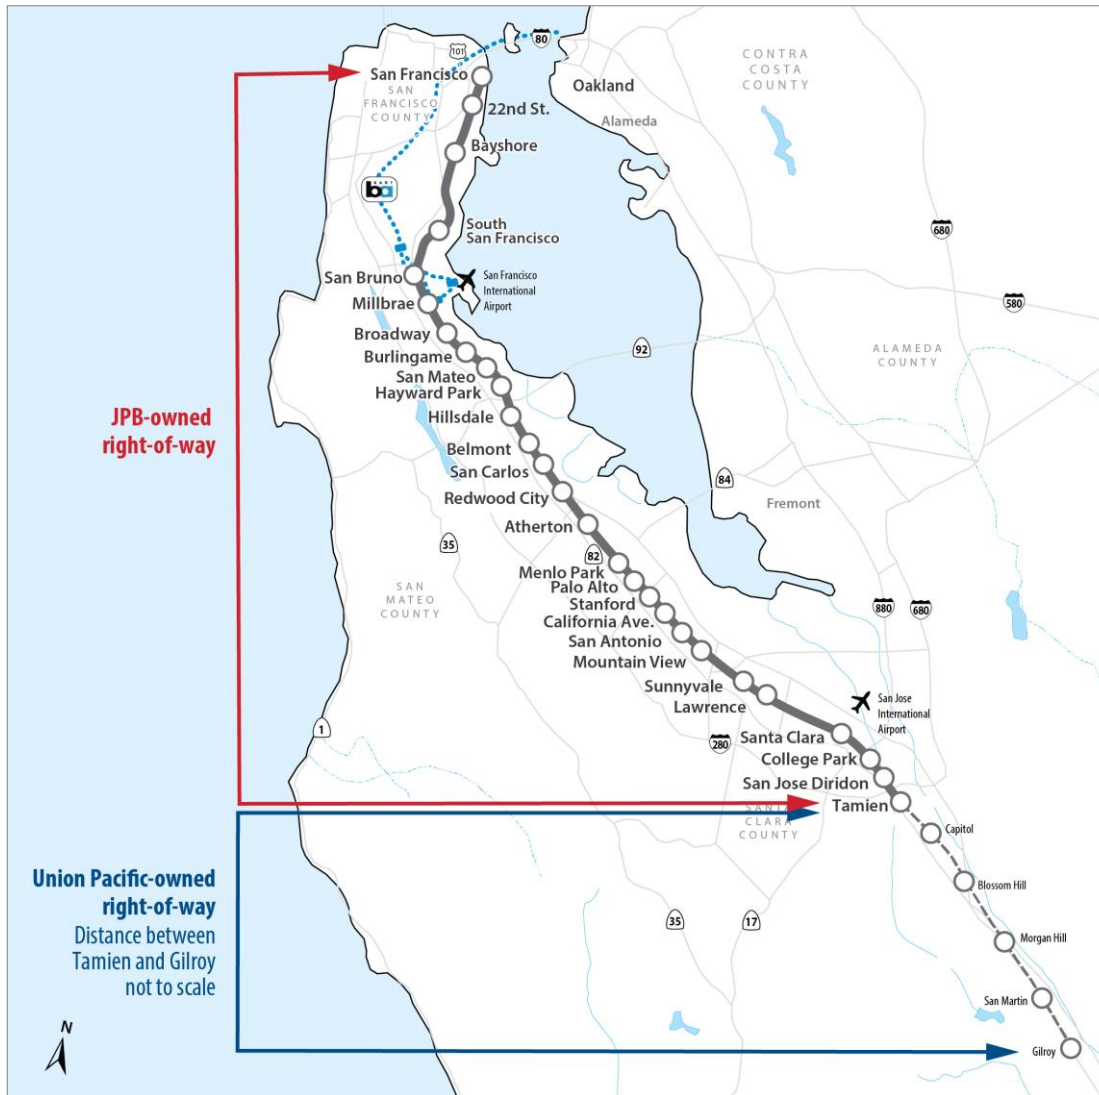 101
80
CONTRA
COSTA
COUNTY
San Francisco
SAN
FRANCISCO
COUNTY
Oakland
22nd St.
Alameda
Bayshore
BART
ba
South
San Francisco
680
San Bruno
San Francisco
International
Airport
Millbrae
580
Broadway
92
ALAMEDA
COUNTY
Burlingame
San Mateo
Hayward Park
JPB-owned
right-of-way
Hillsdale
Belmont
San Carlos
84
Redwood City
Fremont
Atherton
35
82
Menlo Park
Palo Alto
SAN
MATEO
COUNTY
Stanford
880
680
California Ave.
San Antonio
Mountain View
Sunnyvale
Lawrence
San Jose
International
Airport
1
280
Santa Clara
College Park
San Jose Diridon
Tamien
SANTA
CLARA
COUNTY
Capitol
Union Pacific-owned
right-of-way
Distance between
Tamien and Gilroy
not to scale
Blossom Hill
35
17
Morgan Hill
San Martin
N
Gilroy